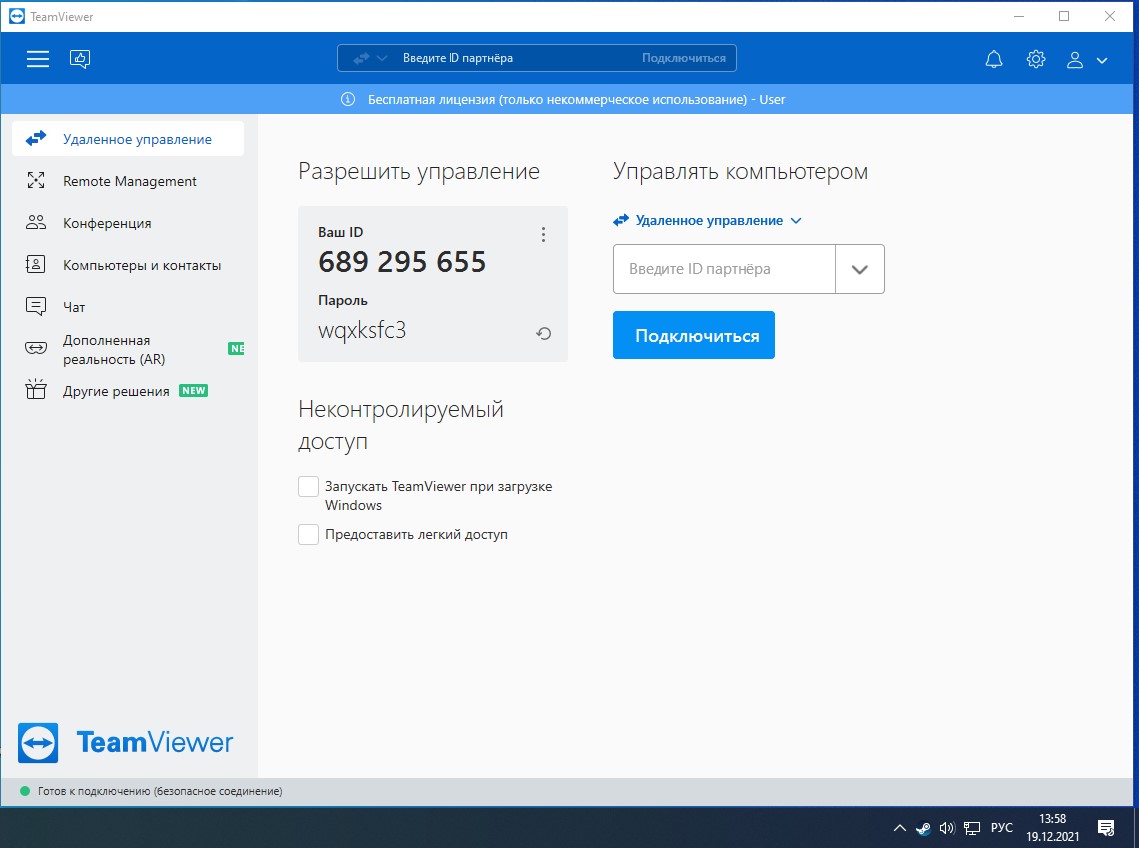 TeamViewer
Введите ID партнёра
Подключиться
Бесплатная лицензия (только некоммерческое использование) - User
Удаленное управление
Remote Management
Конференция
Компьютеры и контакты
Чат
Дополненная
реальность (AR)
NE
Другие решения NEW
Разрешить управление
Ваш ID
689 295 655
Пароль
wqxksfc3
Неконтролируемый
доступ
Запускать TeamViewer при загрузке
Windows
Предоставить легкий доступ
Управлять компьютером
Удаленное управление
Введите ID партнёра
Подключиться
TeamViewer
Готов к подключению (безопасное соединение)
РУС
13:58
19.12.2021